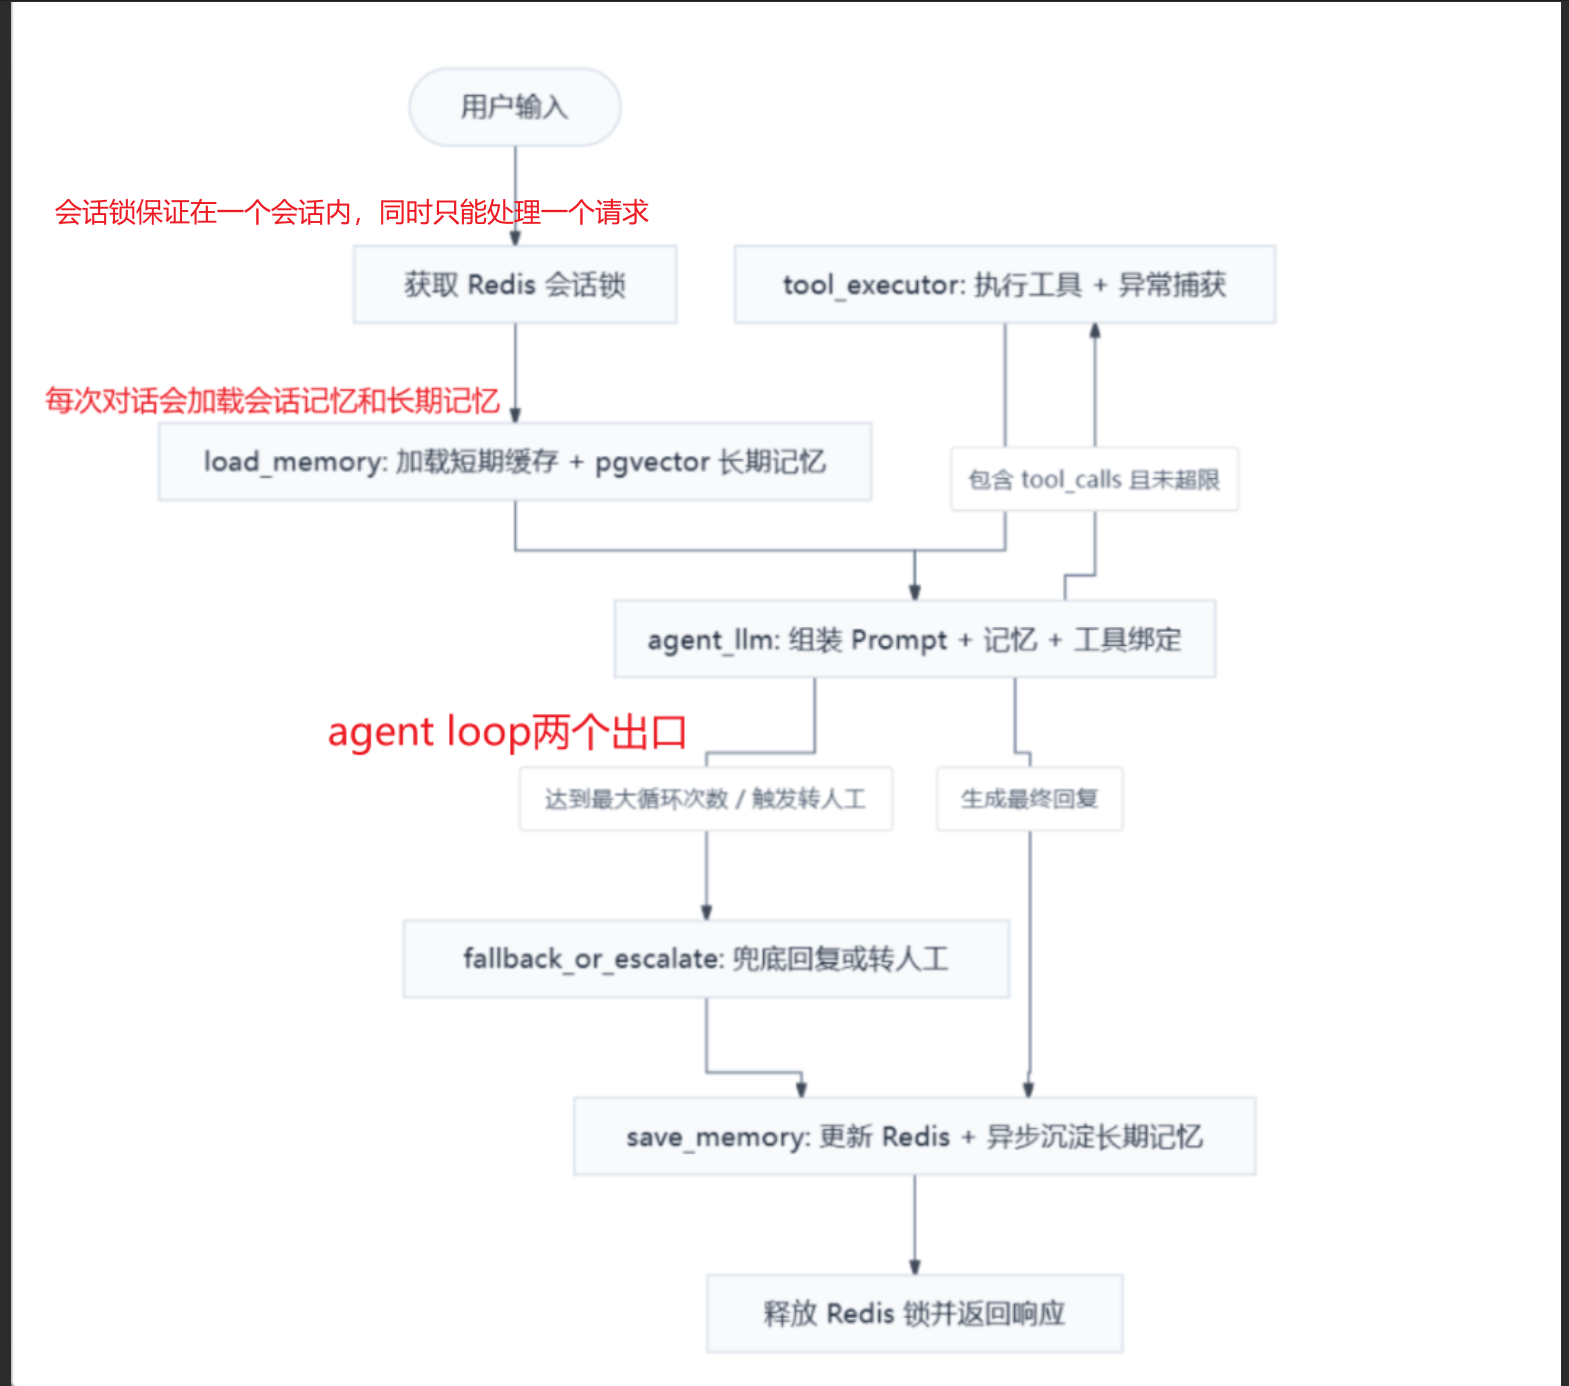 用户输入
会话锁保证在一个会话内，同时只能处理一个请求
获取 Redis 会话锁
tool_executor: 执行工具 + 异常捕获
每次对话会加载会话记忆和长期记忆
load_memory: 加载短期缓存 + pgvector 长期记忆
包含 tool_calls 且未超限
agent_llm: 组装 Prompt + 记忆 + 工具绑定
agent loop两个出口
达到最大循环次数 / 触发转人工
生成最终回复
fallback_or_escalate: 兜底回复或转人工
save_memory: 更新 Redis + 异步沉淀长期记忆
释放 Redis 锁并返回响应